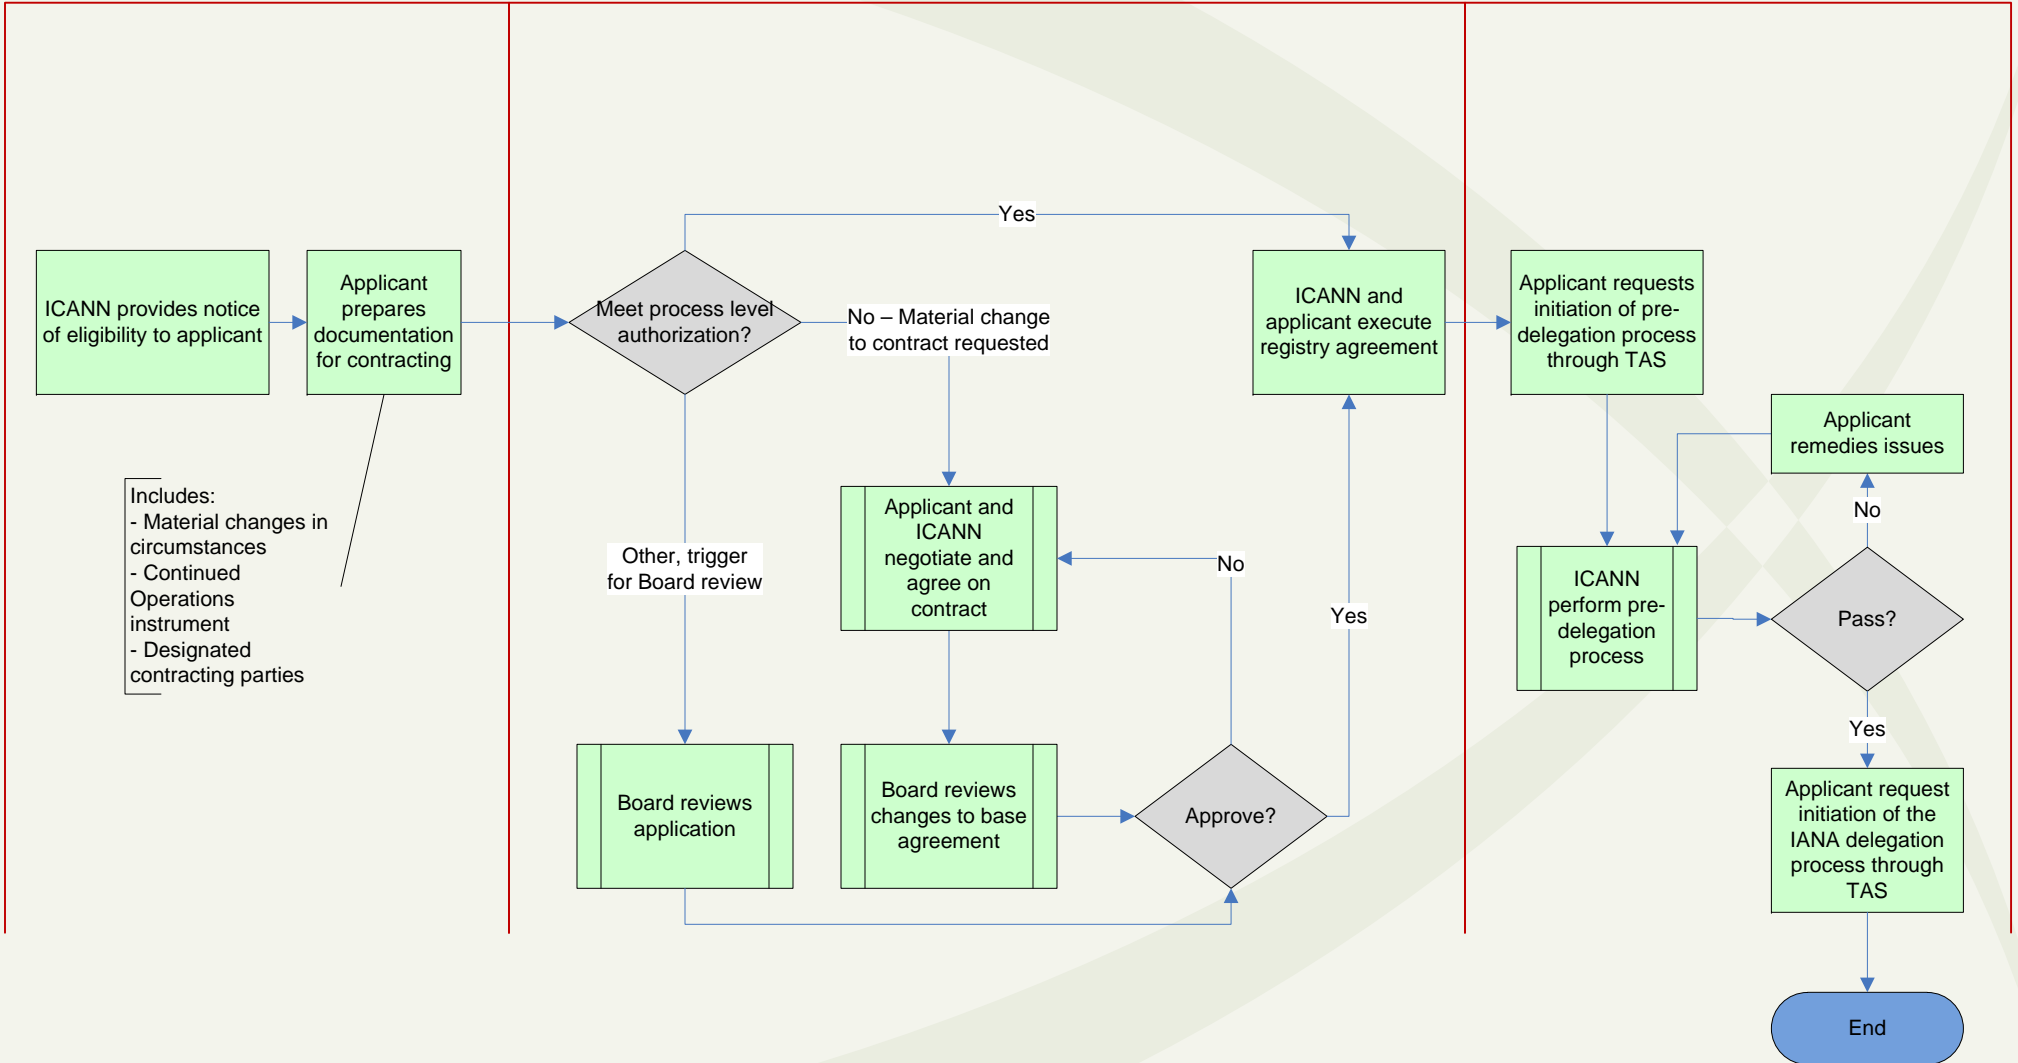 ICANN provides notice
of eligibility to applicant
Applicant
prepares
documentation
for contracting
Includes:
- Material changes in
circumstances
- Continued
Operations
instrument
- Designated
contracting parties
Meet process level
authorization?
Yes
No – Material change
to contract requested
Other, trigger
for Board review
Applicant and
ICANN
negotiate and
agree on
contract
Board reviews
application
Board reviews
changes to base
agreement
Approve?
No
Yes
ICANN and
applicant execute
registry agreement
Applicant requests
initiation of pre-
delegation process
through TAS
Applicant
remedies issues
No
ICANN
perform pre-
delegation
process
Pass?
Yes
Applicant request
initiation of the
IANA delegation
process through
TAS
End